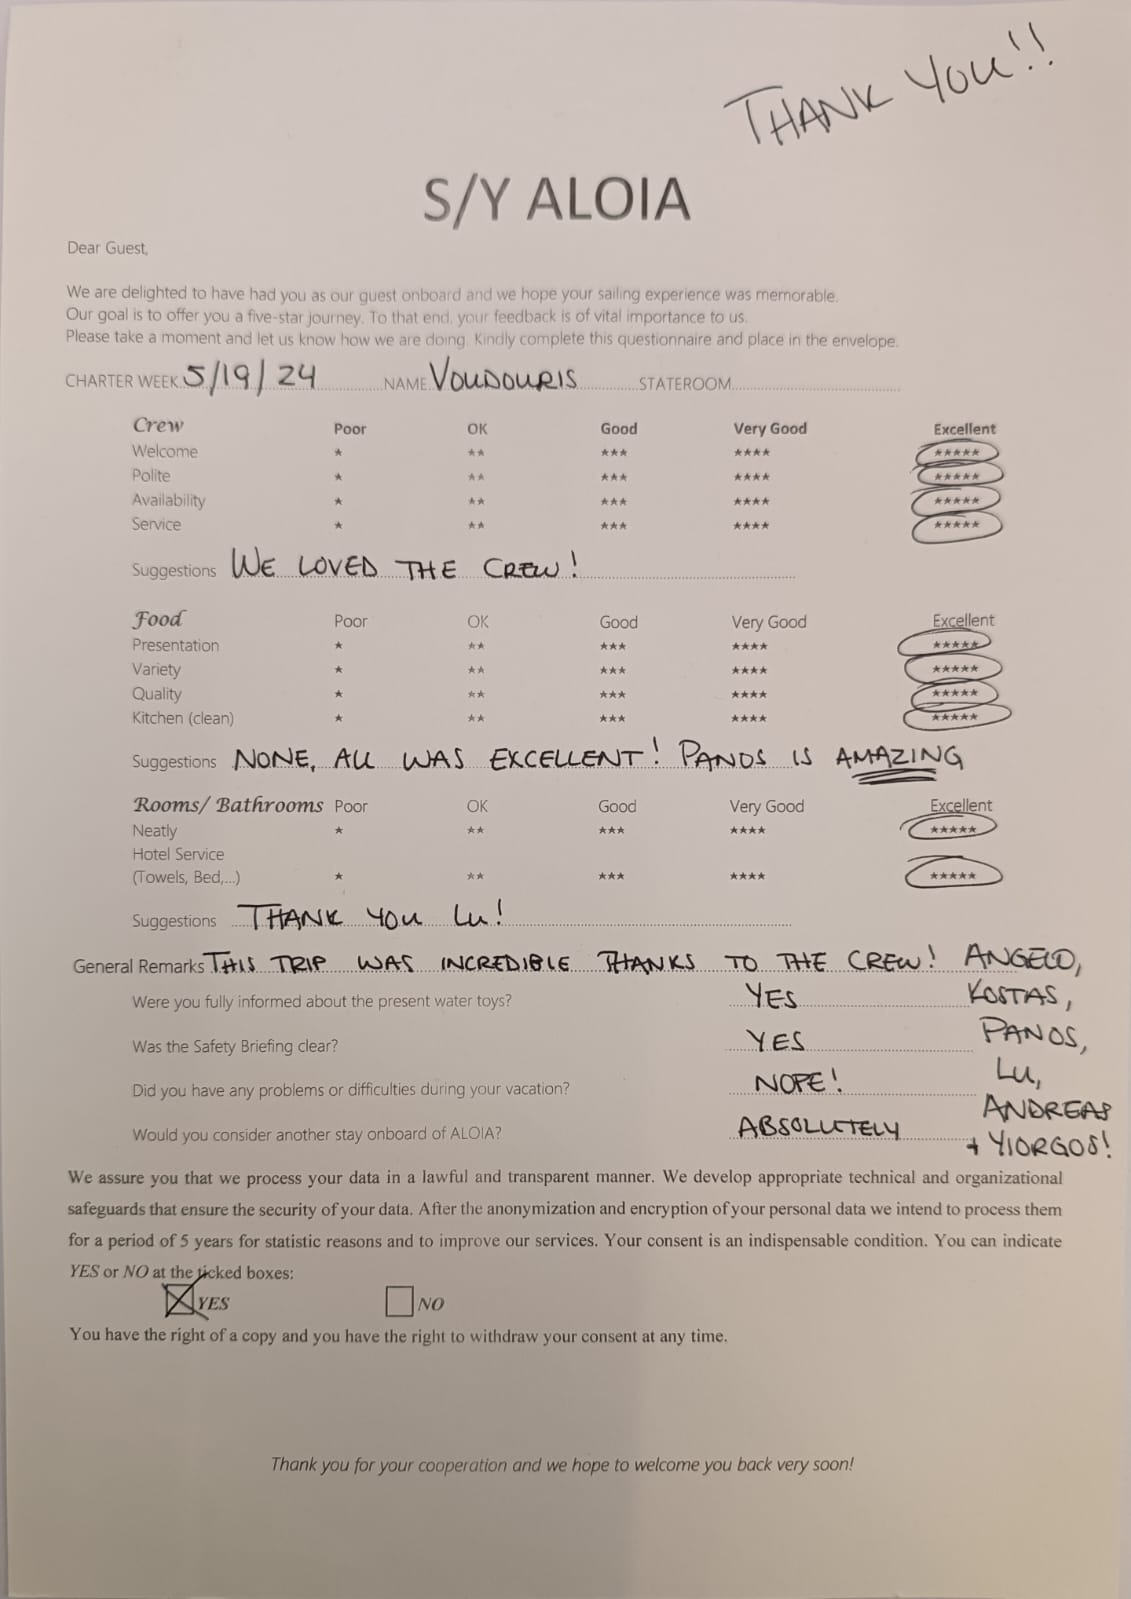 THANK YOU!!
S/Y ALOIA
Dear Guest,
We are delighted to have had you as our guest onboard and we hope your sailing experience was memorable.
Our goal is to offer you a five-star journey. To that end, your feedback is of vital importance to us.
Please take a moment and let us know how we are doing. Kindly complete this questionnaire and place in the envelope.
CHARTER WEEK 5/19/24 NAME VOUDOURIS STATEROOM
Crew Poor OK Good Very Good Excellent
Welcome ★ ★★ ★★★ ★★★★ ★★★★★
Polite ★ ★★ ★★★ ★★★★ ★★★★★
Availability ★ ★★ ★★★ ★★★★ ★★★★★
Service ★ ★★ ★★★ ★★★★ ★★★★★
Suggestions WE LOVED THE CREW!
Food Poor OK Good Very Good Excellent
Presentation ★ ★★ ★★★ ★★★★ ★★★★★
Variety ★ ★★ ★★★ ★★★★ ★★★★★
Quality ★ ★★ ★★★ ★★★★ ★★★★★
Kitchen (clean) ★ ★★ ★★★ ★★★★ ★★★★★
Suggestions NONE, ALL WAS EXCELLENT! PANOS IS AMAZING
Rooms/ Bathrooms Poor OK Good Very Good Excellent
Neatly ★ ★★ ★★★ ★★★★ ★★★★★
Hotel Service
(Towels, Bed,...) ★ ★★ ★★★ ★★★★ ★★★★★
Suggestions THANK YOU LU!
General Remarks THIS TRIP WAS INCREDIBLE THANKS TO THE CREW! ANGELO,
Were you fully informed about the present water toys? YES KOSTAS,
Was the Safety Briefing clear? YES PANOS,
LU,
Did you have any problems or difficulties during your vacation? NOPE!
ANDREAS
Would you consider another stay onboard of ALOIA? ABSOLUTELY + YIORGOS!
We assure you that we process your data in a lawful and transparent manner. We develop appropriate technical and organizational
safeguards that ensure the security of your data. After the anonymization and encryption of your personal data we intend to process them
for a period of 5 years for statistic reasons and to improve our services. Your consent is an indispensable condition. You can indicate
YES or NO at the ticked boxes:
YES NO
You have the right of a copy and you have the right to withdraw your consent at any time.
Thank you for your cooperation and we hope to welcome you back very soon!